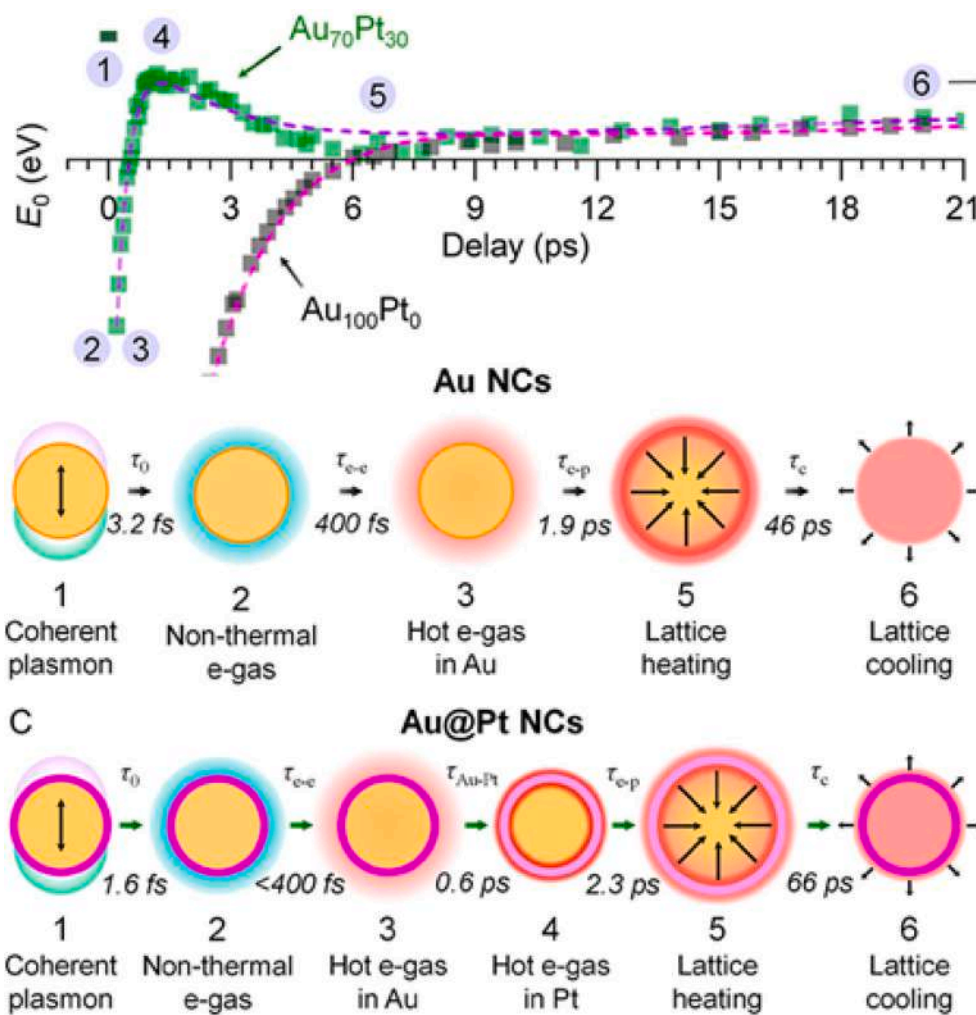 4
Au70Pt30
1
5
6
E0 (eV)
0 3 6 9 12 15 18 21
Delay (ps)
Au100Pt0
2 3
Au NCs
τ0 τe-e τe-p τc
3.2 fs 400 fs 1.9 ps 46 ps
1 2 3 5 6
Coherent Non-thermal Hot e-gas Lattice Lattice
plasmon e-gas in Au heating cooling
C Au@Pt NCs
τ0 τe-e τAu-Pt τe-p τc
1.6 fs <400 fs 0.6 ps 2.3 ps 66 ps
1 2 3 4 5 6
Coherent Non-thermal Hot e-gas Hot e-gas Lattice Lattice
plasmon e-gas in Au in Pt heating cooling